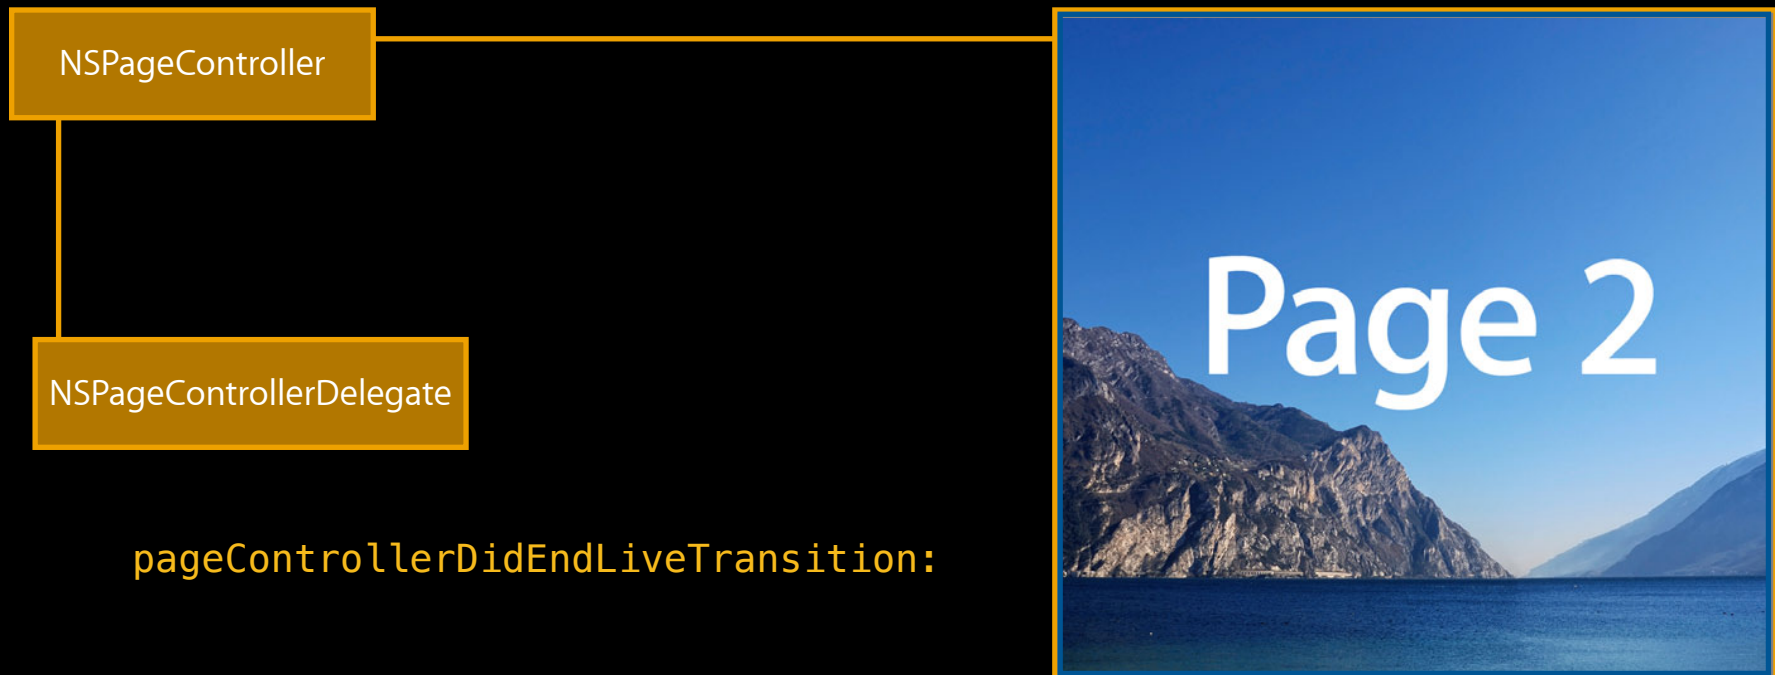 NSPageController
NSPageControllerDelegate
pageControllerDidEndLiveTransition:
Page 2